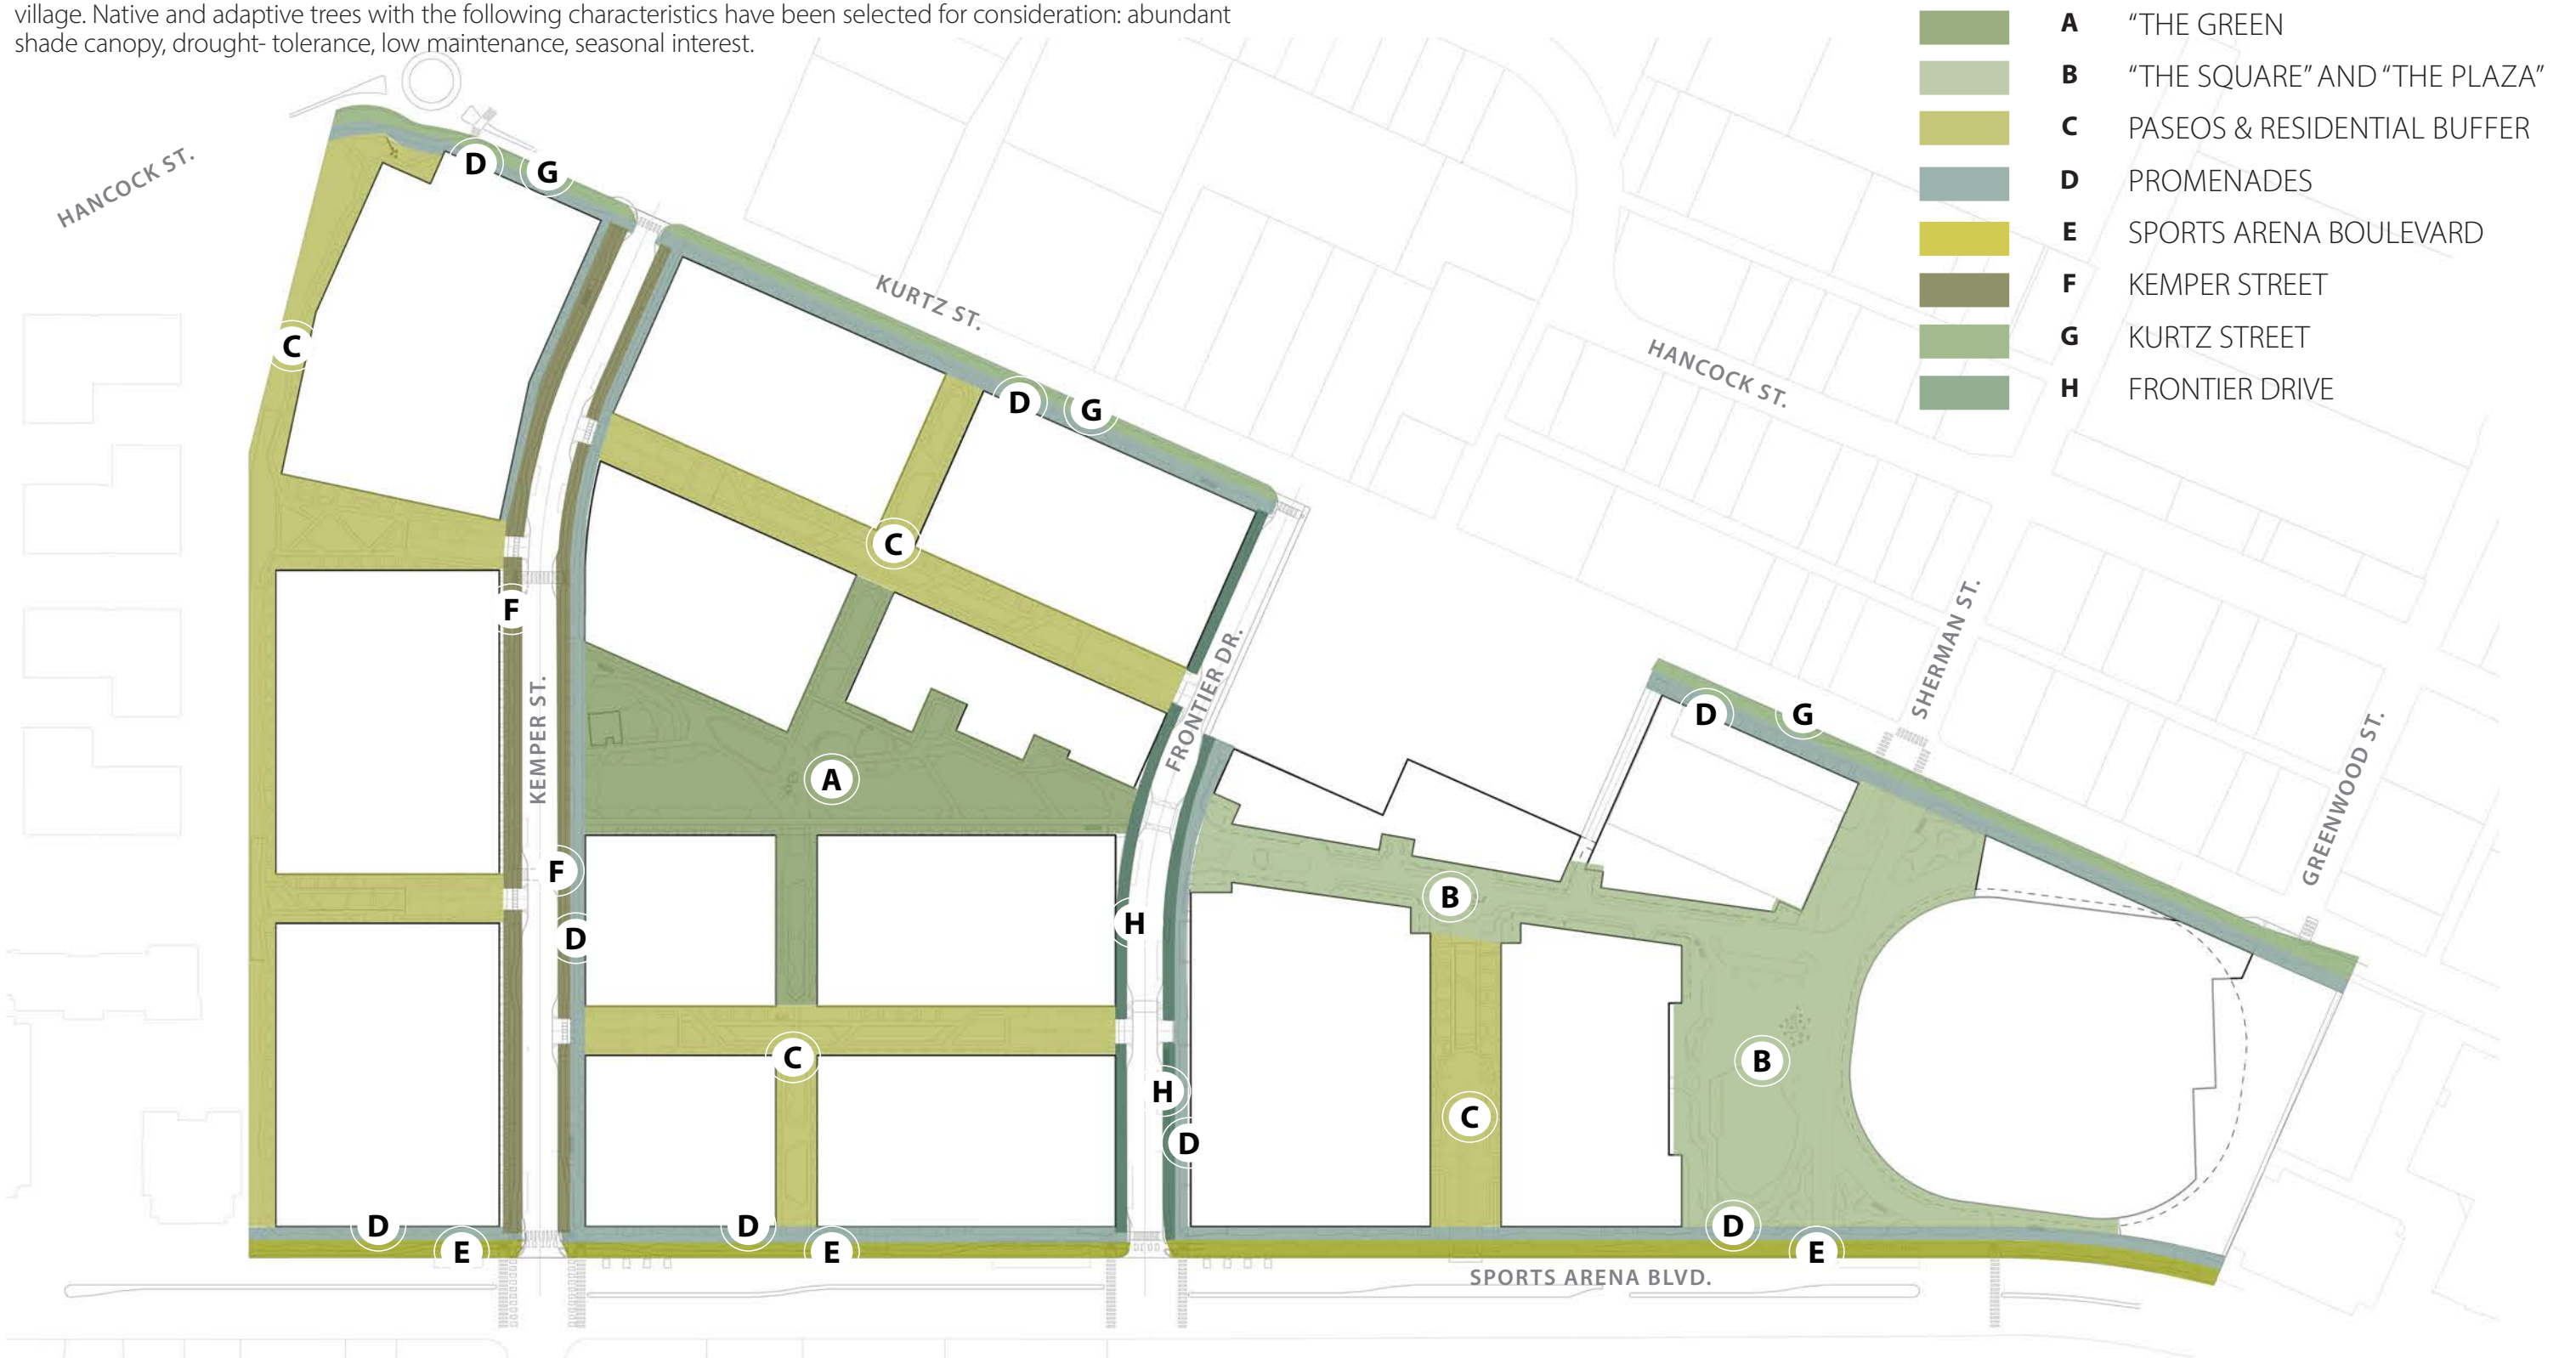 village. Native and adaptive trees with the following characteristics have been selected for consideration: abundant
shade canopy, drought- tolerance, low maintenance, seasonal interest.
A “THE GREEN
B “THE SQUARE” AND “THE PLAZA”
C PASEOS & RESIDENTIAL BUFFER
D PROMENADES
E SPORTS ARENA BOULEVARD
F KEMPER STREET
G KURTZ STREET
H FRONTIER DRIVE
HANCOCK ST.
D
G
KURTZ ST.
C
HANCOCK ST.
D
G
C
F
SHERMAN ST.
FRONTIER DR.
KEMPER ST.
D
G
GREENWOOD ST.
A
F
B
H
D
C
B
H
C
D
D
E
D
E
D
E
SPORTS ARENA BLVD.